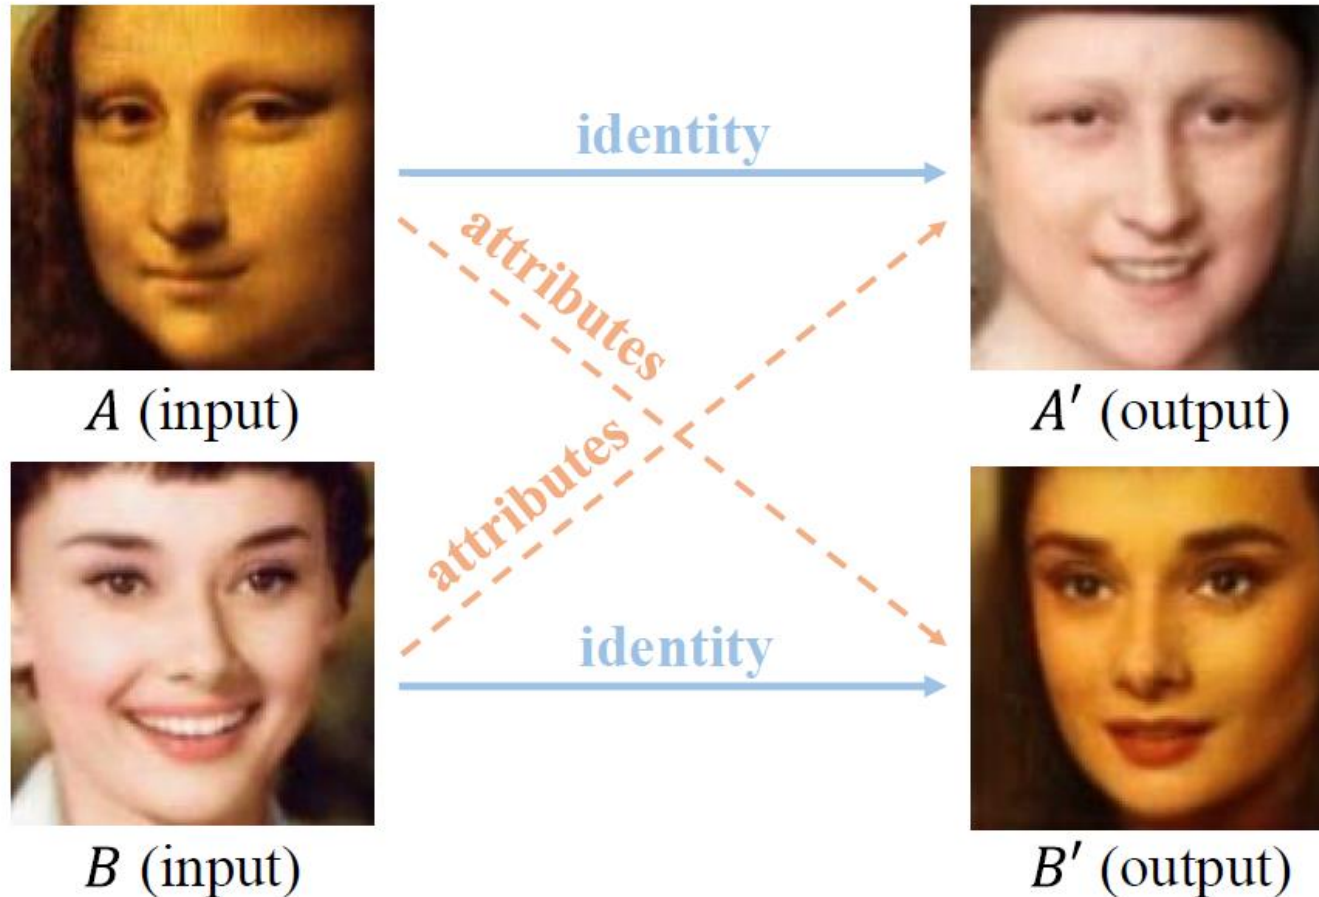 identity
attributes
A (input)
A′ (output)
attributes
identity
B (input)
B′ (output)